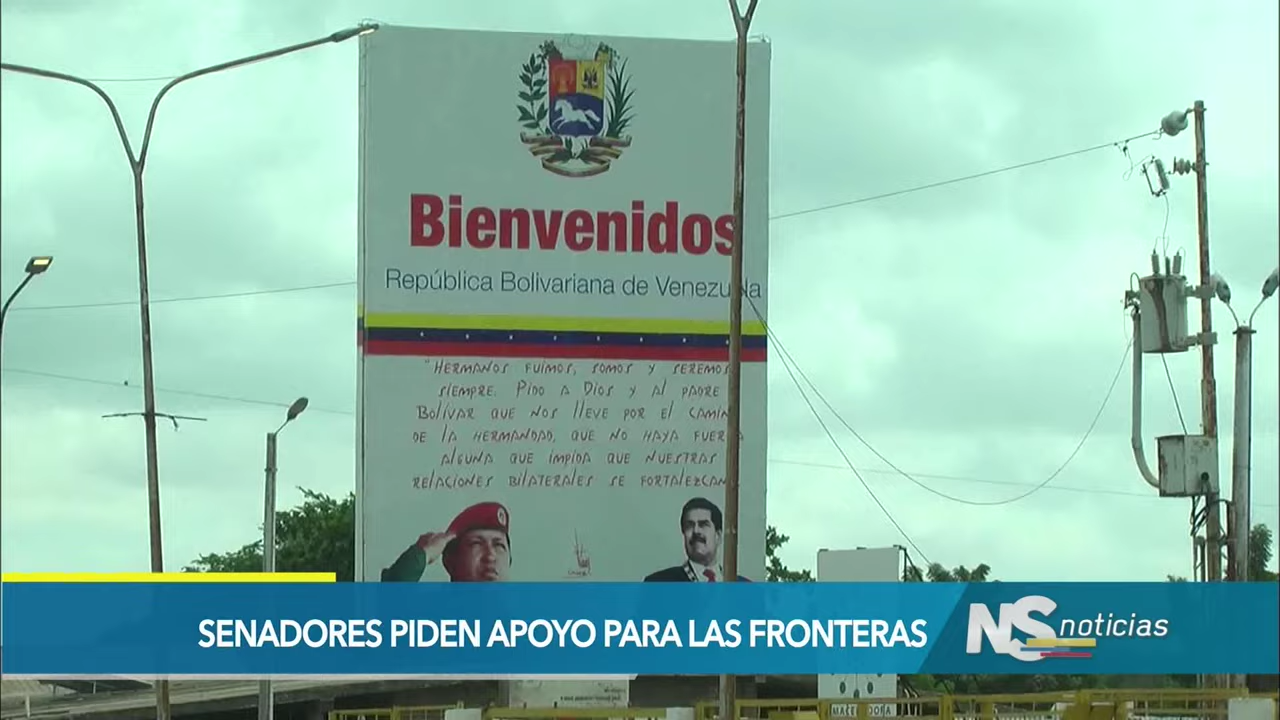 Bienvenidos
República Bolivariana de Venezuela
"HERMANOS FUIMOS, SOMOS Y SEREMOS
SIEMPRE. PIDO A DIOS Y AL PADRE
BOLÍVAR QUE NOS LLEVE POR EL CAMIN
DE LA HERMANDAD, QUE NO HAYA FUERZA
ALGUNA QUE IMPIDA QUE NUESTRAS
RELACIONES BILATERALES SE FORTALEZCAN
SENADORES PIDEN APOYO PARA LAS FRONTERAS
NS noticias